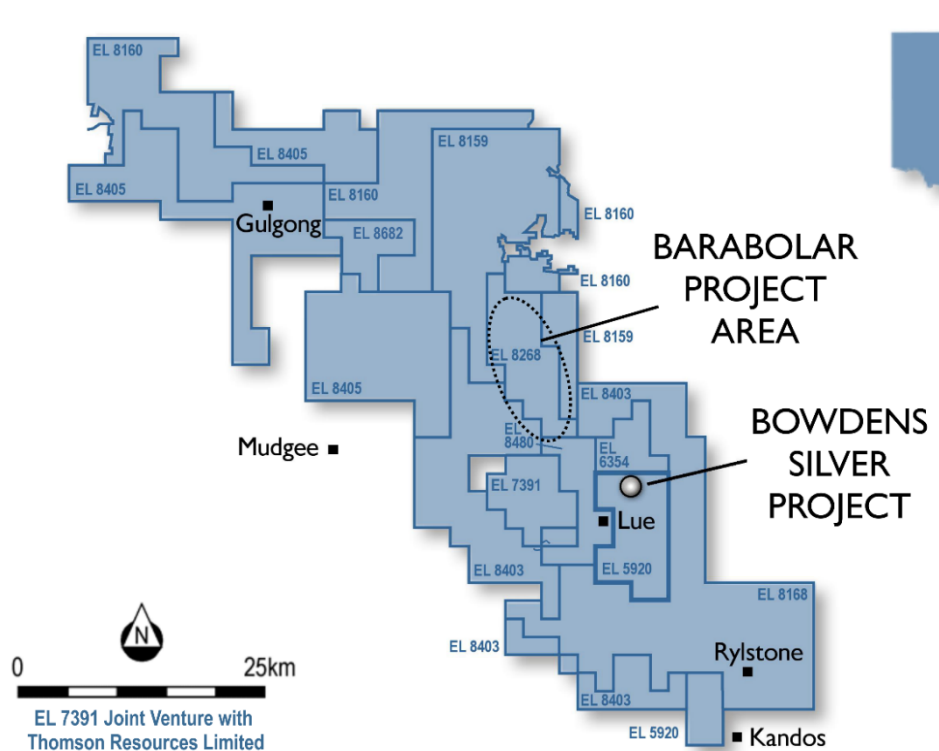 EL 8160
EL 8159
EL 8405
EL 8405
EL 8160
Gulgong
EL 8682
EL 8160
BARABOLAR
PROJECT
AREA
EL 8160
EL 8159
EL 8268
EL 8405
EL 8403
BOWDENS
SILVER
PROJECT
Mudgee
EL
8480
EL
6354
EL 7391
Lue
EL 8403
EL 5920
EL 8168
N
EL 8403
Rylstone
0
25km
EL 8403
EL 7391 Joint Venture with
Thomson Resources Limited
EL 5920
Kandos